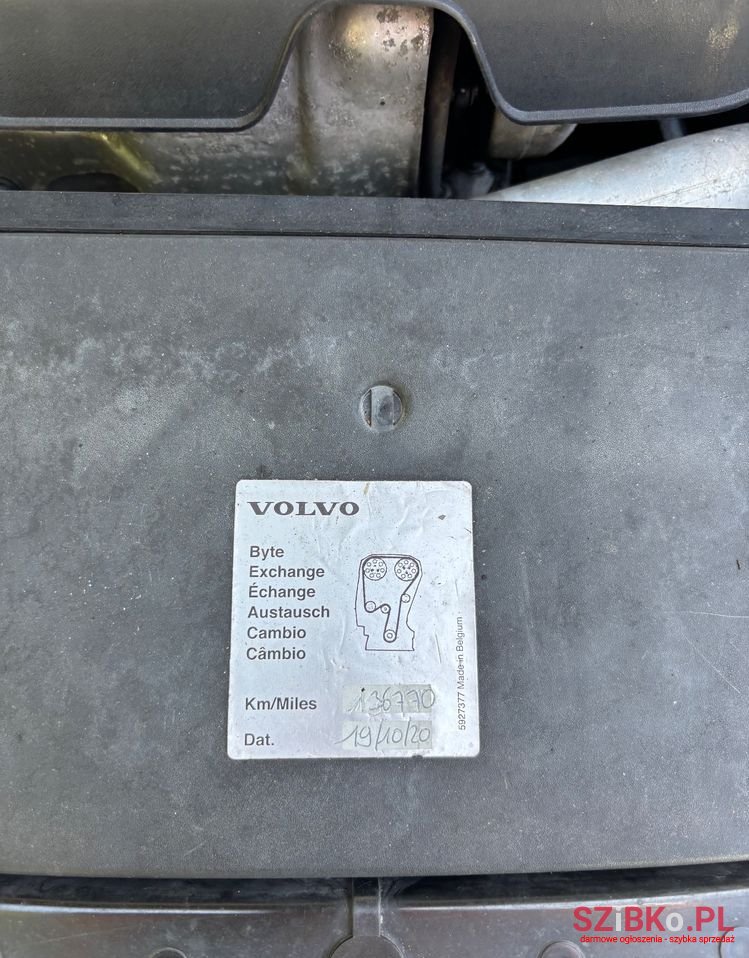 VOLVO
Byte
Exchange
Échange
Austausch
Cambio
Câmbio
Km/Miles 136770
Dat. 19/10/20
5927377 Made in Belgium
SZiBKo.PL
darmowe ogłoszenia - szybka sprzedaż